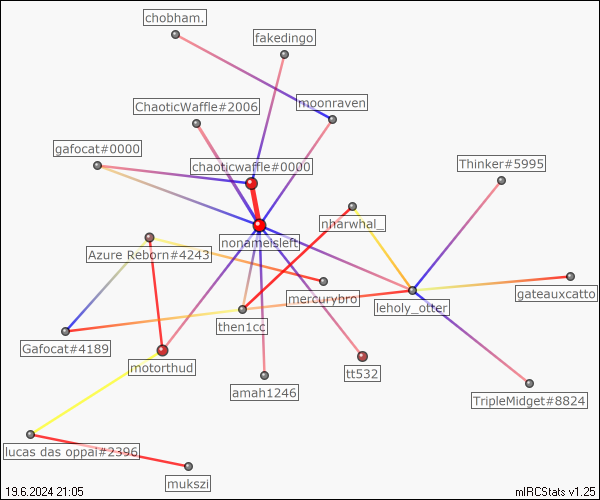 chobham.
fakedingo
ChaoticWaffle#2006
moonraven
gafocat#0000
chaoticwaffle#0000
Thinker#5995
nharwhal_
nonameisleft
Azure Reborn#4243
mercurybro
gateauxcatto
leholy_otter
then1cc
Gafocat#4189
motorthud
tt532
amah1246
TripleMidget#8824
lucas das oppai#2396
mukszi
19.6.2024 21:05
mIRCStats v1.25